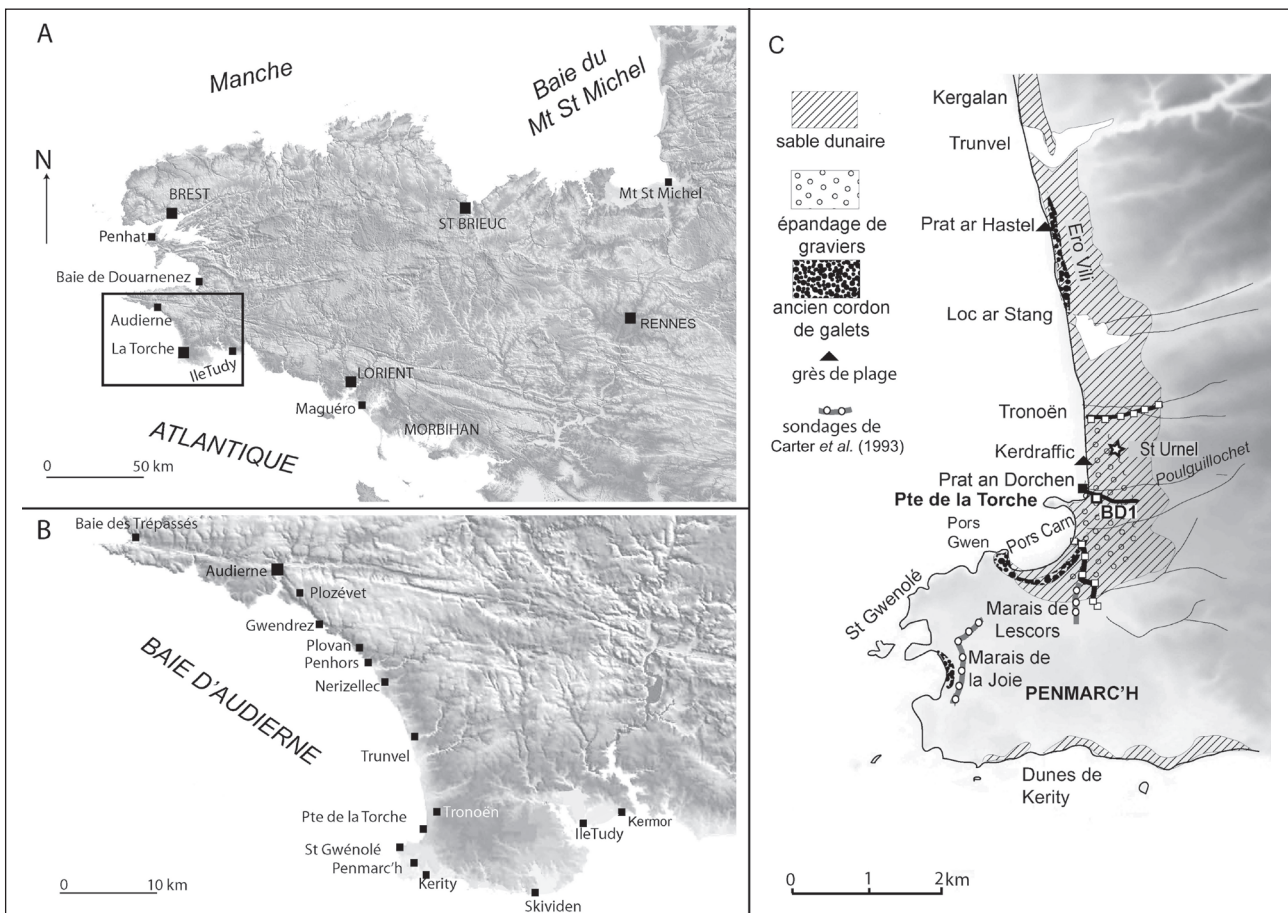 A
Manche
Baie du
Mt St Michel
N
BREST
Penhat
ST BRIEUC
Mt St Michel
Baie de Douarnenez
Audierne
La Torche
IleTudy
RENNES
LORIENT
Maguéro
MORBIHAN
ATLANTIQUE
0 50 km
B
Baie des Trépassés
Audierne
Plozévet
Gwendrez
Plovan
Penhors
Nerizellec
BAIE D'AUDIERNE
Trunvel
Tronoën
Pte de la Torche
St Gwénolé
Penmarc'h
Kerity
IleTudy
Kermor
Skividen
0 10 km
C
sable dunaire
épandage de
graviers
ancien cordon
de galets
grès de plage
sondages de
Carter et al. (1993)
Kergalan
Trunvel
Prat ar Hastel
Ero Vili
Loc ar Stang
Tronoën
St Urnel
Kerdraffic
Poulguillochet
Prat an Dorchen
Pte de la Torche
BD1
Pors
Gwen
Pors Carn
St Gwenolé
Marais de
Lescors
Marais de
la Joie
PENMARC'H
Dunes de
Kerity
0 1 2 km